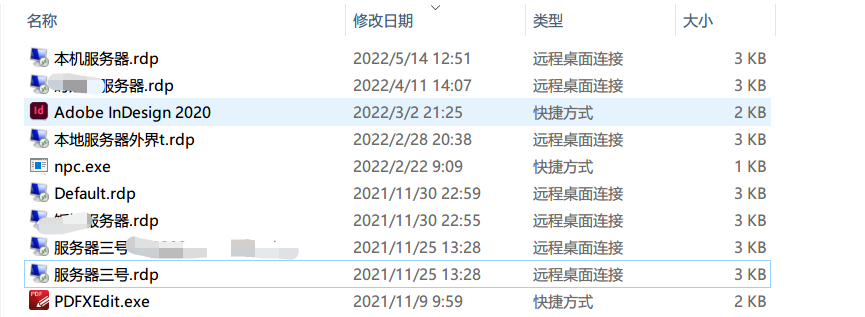 名称 修改日期 类型 大小
本机服务器.rdp 2022/5/14 12:51 远程桌面连接 3 KB
服务器.rdp 2022/4/11 14:07 远程桌面连接 3 KB
Adobe InDesign 2020 2022/3/2 21:25 快捷方式 2 KB
本地服务器外界t.rdp 2022/2/28 20:38 远程桌面连接 3 KB
npc.exe 2022/2/22 9:09 快捷方式 1 KB
Default.rdp 2021/11/30 22:59 远程桌面连接 3 KB
服务器.rdp 2021/11/30 22:55 远程桌面连接 3 KB
服务器三号 2021/11/25 13:28 远程桌面连接 3 KB
服务器三号.rdp 2021/11/25 13:28 远程桌面连接 3 KB
PDFXEdit.exe 2021/11/9 9:59 快捷方式 2 KB